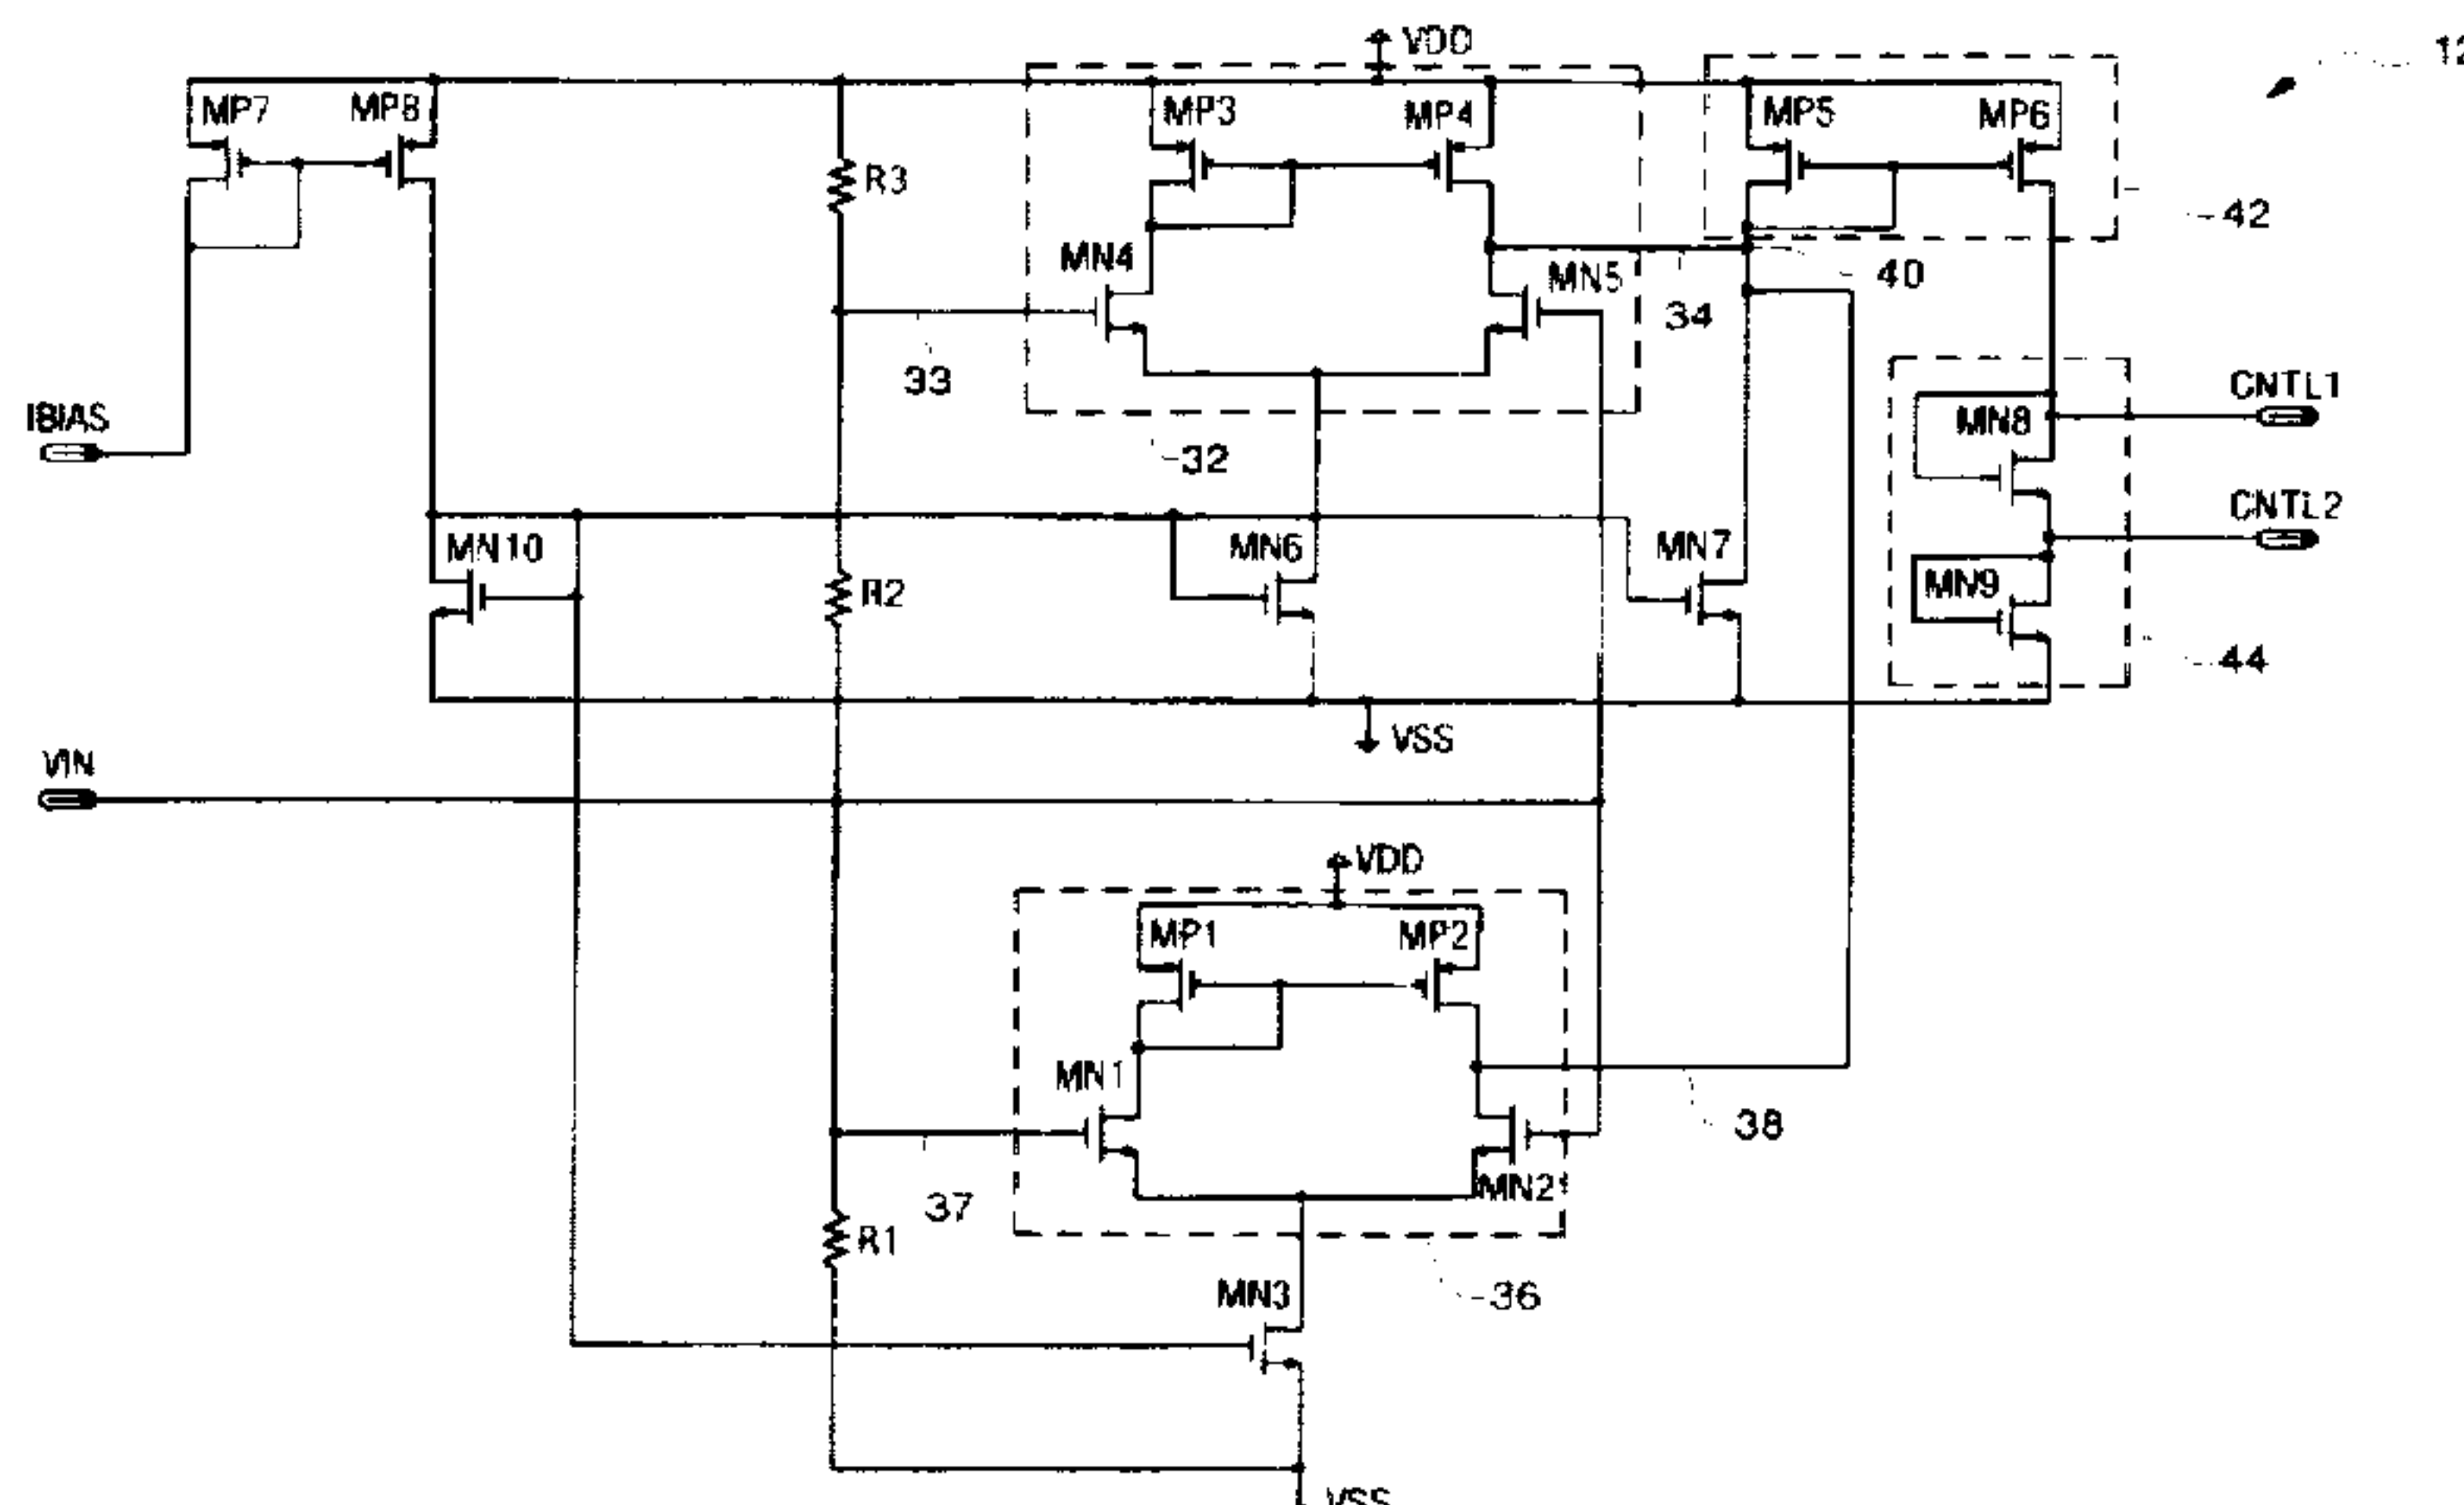 VDD
12
MP7
MP8
MP3
MP4
MP5
MP6
R3
42
MN4
MN5
40
34
33
CNTL1
IBIAS
MN8
32
CNTL2
MN10
MN6
MN7
R2
MN9
44
VSS
VIN
VDD
MP1
MP2
MN1
38
MN2
37
R1
36
MN3
VSS